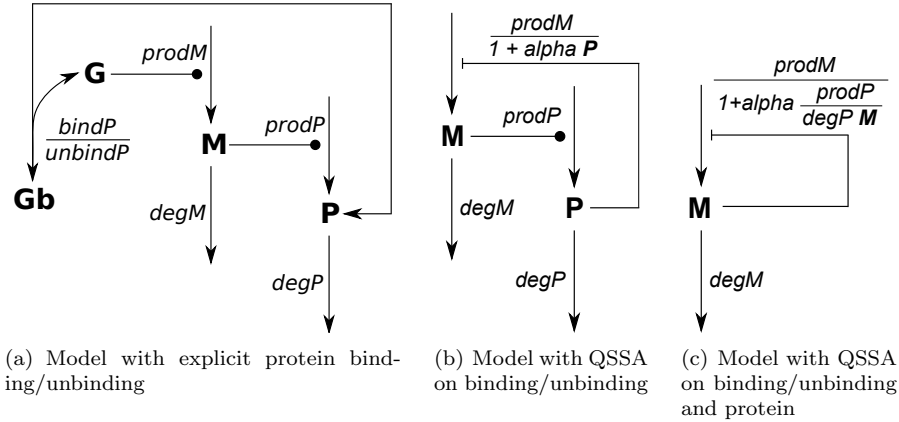 prodM
G
bindP
unbindP
Gb
M
prodP
degM
P
degP
(a) Model with explicit protein bind-
ing/unbinding
prodM
1 + alpha P
M
prodP
degM
P
degP
(b) Model with QSSA
on binding/unbinding
prodM
1+alpha prodP
degP M
M
degM
(c) Model with QSSA
on binding/unbinding
and protein